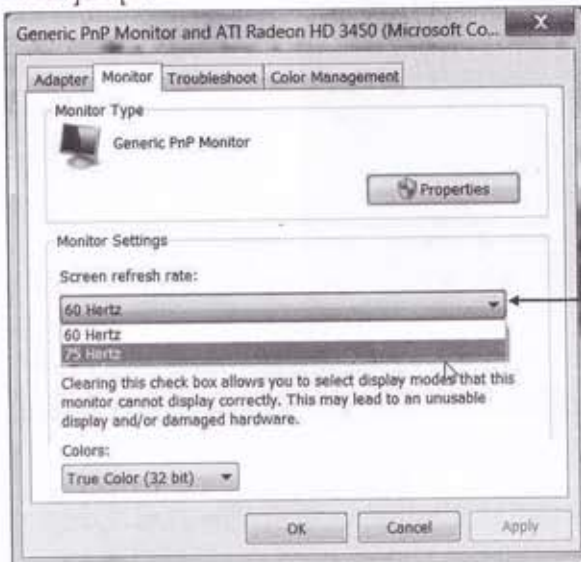 Generic PnP Monitor and ATI Radeon HD 3450 (Microsoft Co... X
Adapter Monitor Troubleshoot Color Management
Monitor Type
Generic PnP Monitor
Properties
Monitor Settings
Screen refresh rate:
60 Hertz
60 Hertz
75 Hertz
Clearing this check box allows you to select display modes that this
monitor cannot display correctly. This may lead to an unusable
display and/or damaged hardware.
Colors:
True Color (32 bit)
OK Cancel Apply